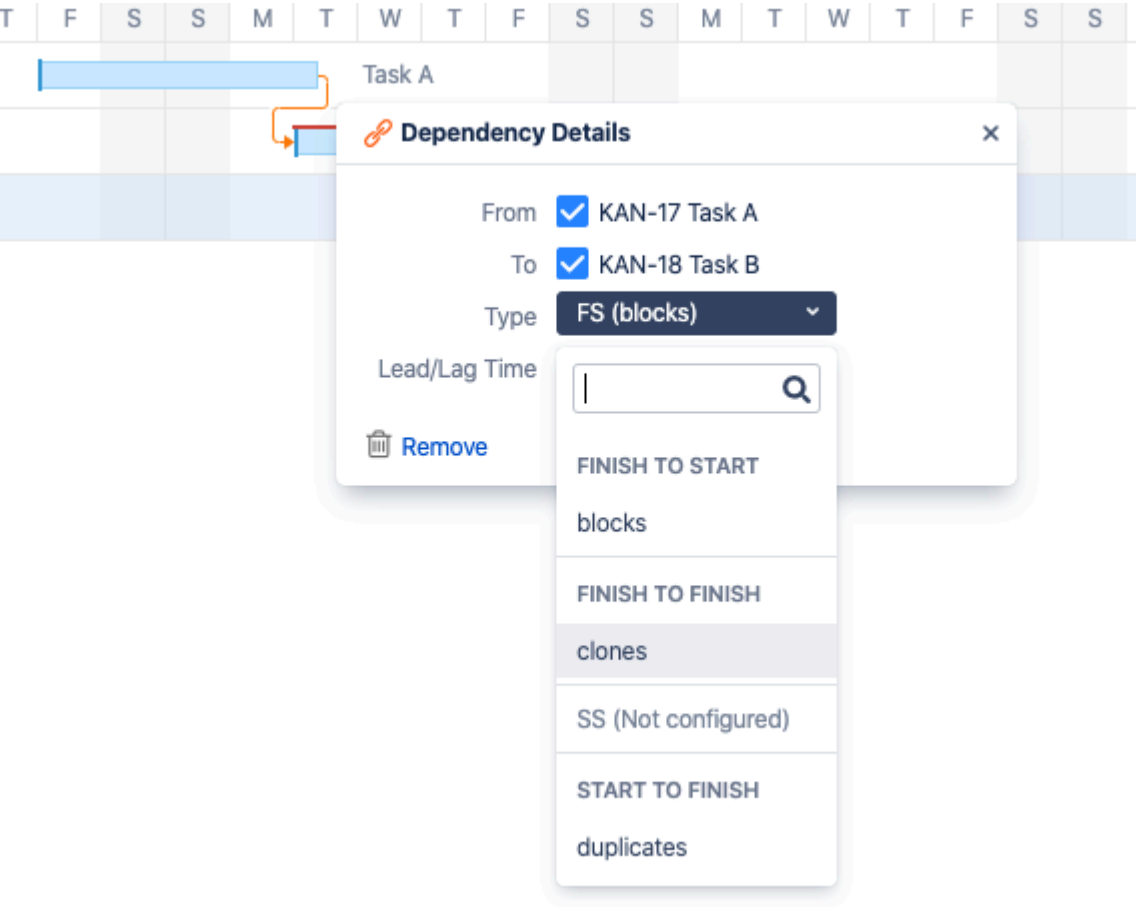 T F S S M T W T F S S M T W T F S S
Task A
Dependency Details
From KAN-17 Task A
To KAN-18 Task B
Type FS (blocks)
Lead/Lag Time
Remove
FINISH TO START
blocks
FINISH TO FINISH
clones
SS (Not configured)
START TO FINISH
duplicates